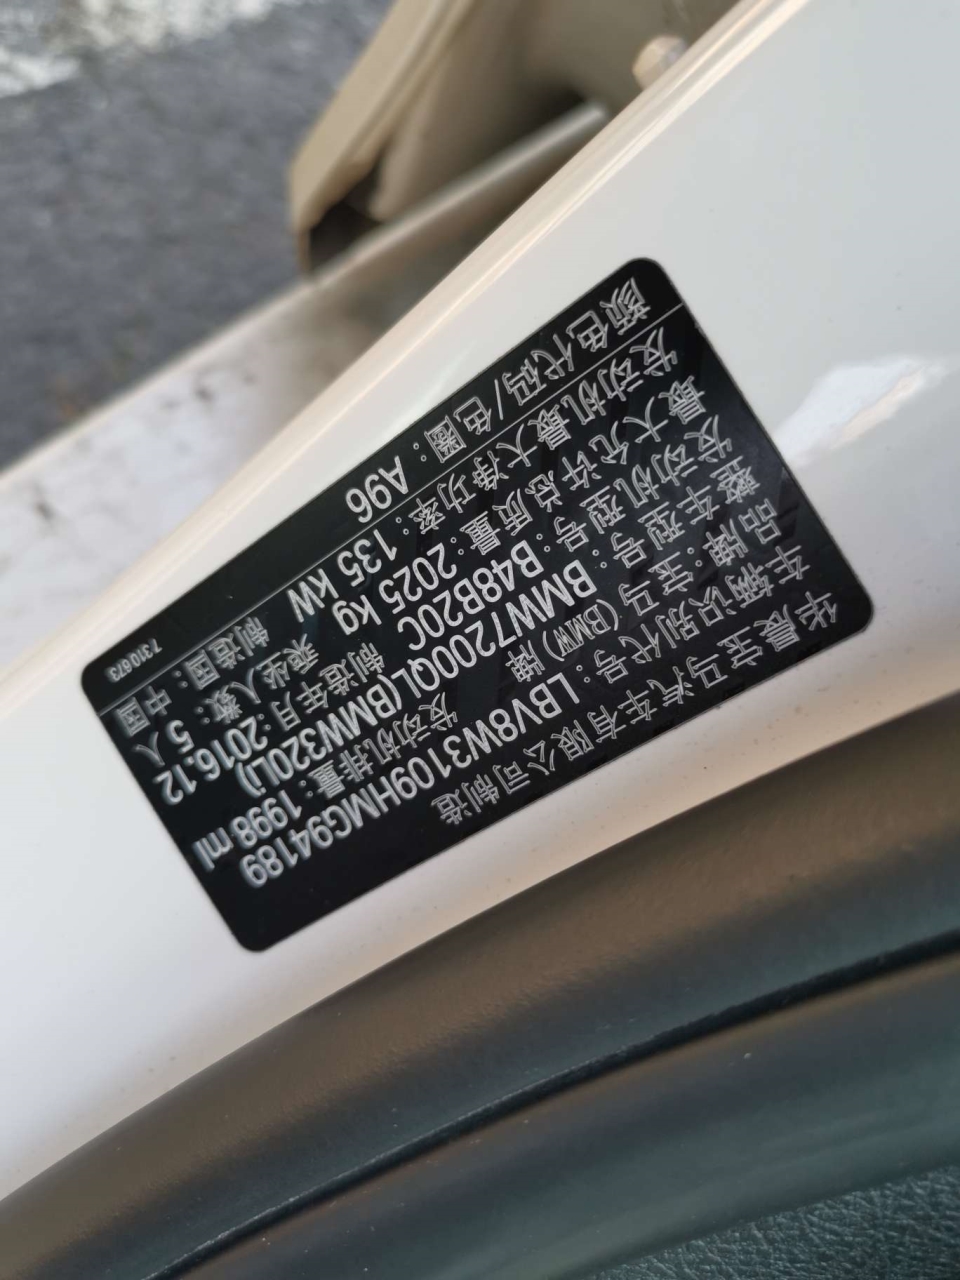 华晨宝马汽车有限公司制造
车辆识别代号: LBV8W3109HMG94189
品牌: 宝马(BMW)牌 发动机排量: 1998 ml
整车型号: BMW7200QL(BMW320Li)
发动机型号: B48B20C 制造年月: 2016.12
最大允许总质量: 2025 kg 乘坐人数: 5 人
发动机最大净功率: 135 kW 制造国: 中国
颜色代码/色圈: A96 7 310 673